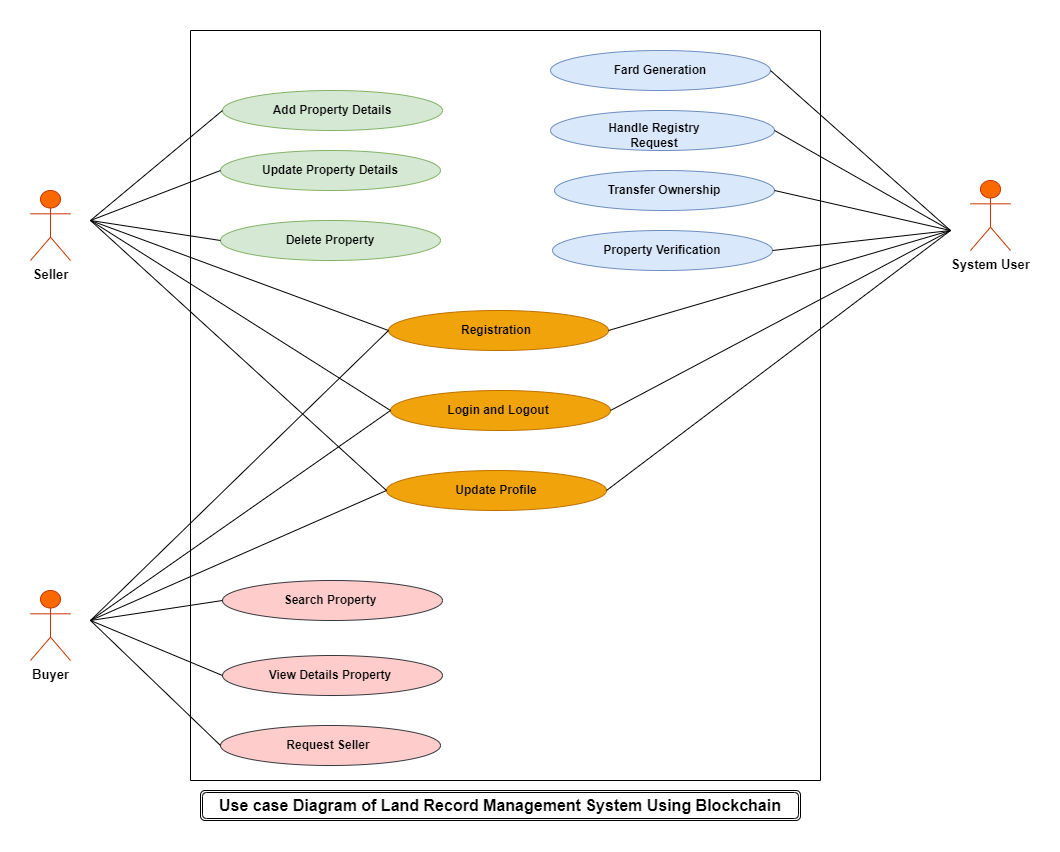 Fard Generation
Add Property Details
Handle Registry
Request
Update Property Details
Transfer Ownership
Delete Property
Property Verification
Seller
System User
Registration
Login and Logout
Update Profile
Search Property
Buyer
View Details Property
Request Seller
Use case Diagram of Land Record Management System Using Blockchain